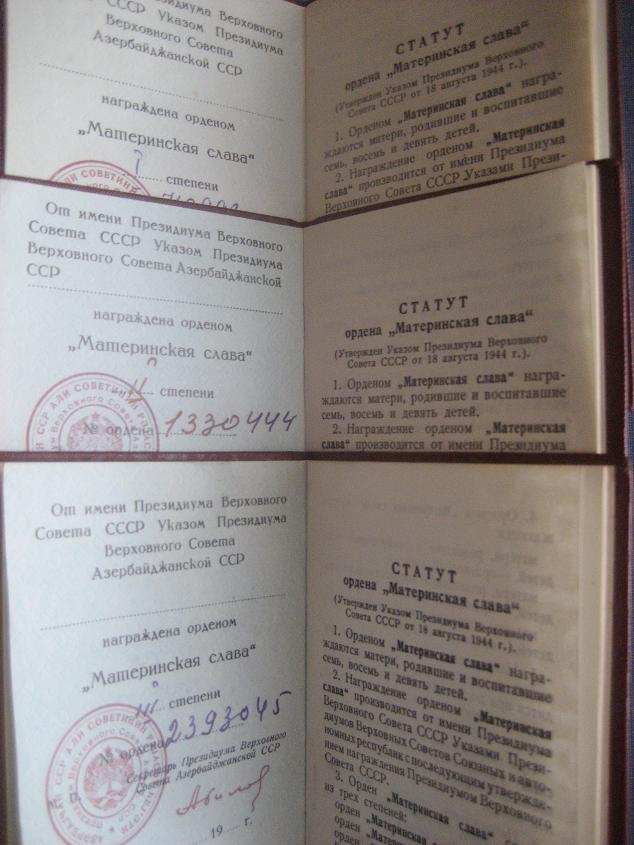 Президиума Верховного
СССР Указом Президиума
Верховного Совета
Азербайджанской ССР
награждена орденом
„Материнская слава“
I степени
СТАТУТ
ордена „Материнская слава“
(Утвержден Указом Президиума Верховного
Совета СССР от 18 августа 1944 г.).
1. Орденом „Материнская слава“ награ-
ждаются матери, родившие и воспитавшие
семь, восемь и девять детей.
2. Награждение орденом „Материнская
слава“ производится от имени Президиума
Верховного Совета СССР Указами Прези-
От имени Президиума Верховного
Совета СССР Указом Президиума
Верховного Совета Азербайджанской
ССР
награждена орденом
„Материнская слава“
II степени
№ ордена 1330444
СТАТУТ
ордена „Материнская слава“
(Утвержден Указом Президиума Верховного
Совета СССР от 18 августа 1944 г.).
1. Орденом „Материнская слава“ награ-
ждаются матери, родившие и воспитавшие
семь, восемь и девять детей.
2. Награждение орденом „Материнская
слава“ производится от имени Президиума
От имени Президиума Верховного
Совета СССР Указом Президиума
Верховного Совета
Азербайджанской ССР
награждена орденом
„Материнская слава“
III степени
№ ордена 2393045
Секретарь Президиума Верховного
Совета Азербайджанской ССР
М. П.
19 г.
СТАТУТ
ордена „Материнская слава“
(Утвержден Указом Президиума Верховного
Совета СССР от 18 августа 1944 г.).
1. Орденом „Материнская слава“ награ-
ждаются матери, родившие и воспитавшие
семь, восемь и девять детей.
2. Награждение орденом „Материнская
слава“ производится от имени Президиума
Верховного Совета СССР Указами Прези-
диумов Верховных Советов Союзных и авто-
номных республик с последующим утвержде-
нием награждения Президиумом Верховного
Совета СССР.
3. Орден „Материнская слава“
из трех степеней:
орден „Материнская
орден „Материнская
орден